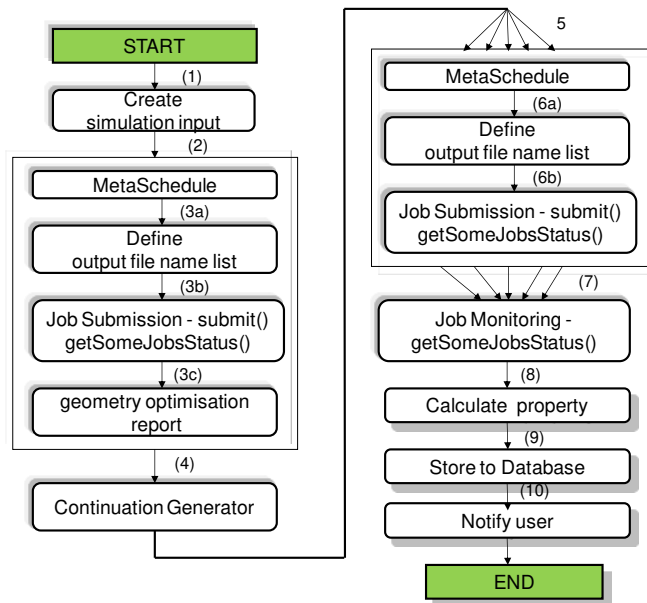 START
(1)
Create
simulation input
(2)
MetaSchedule
(3a)
Define
output file name list
(3b)
Job Submission - submit()
getSomeJobsStatus()
(3c)
geometry optimisation
report
(4)
Continuation Generator
5
MetaSchedule
(6a)
Define
output file name list
(6b)
Job Submission - submit()
getSomeJobsStatus()
(7)
Job Monitoring -
getSomeJobsStatus()
(8)
Calculate property
(9)
Store to Database
(10)
Notify user
END